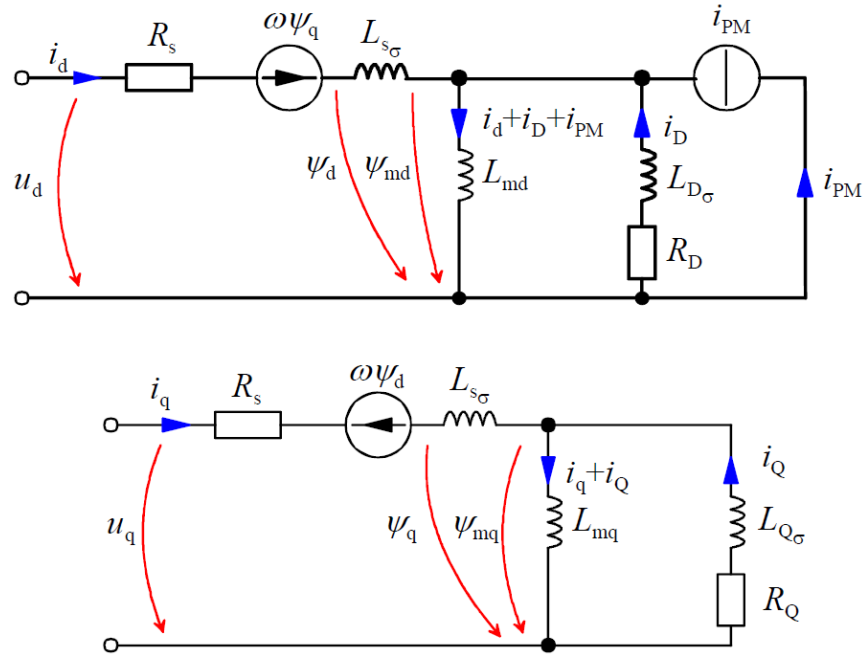 i_d R_s ωψ_q L_sσ i_PM
u_d ψ_d ψ_md i_d+i_D+i_PM L_md i_D L_Dσ R_D i_PM
i_q R_s ωψ_d L_sσ
u_q ψ_q ψ_mq i_q+i_Q L_mq i_Q L_Qσ R_Q